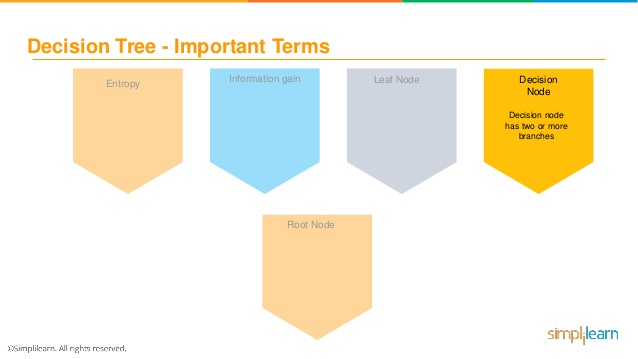 Decision Tree - Important Terms
Entropy
Information gain
Leaf Node
Decision
Node
Decision node
has two or more
branches
Root Node
©Simplilearn. All rights reserved.
simplilearn